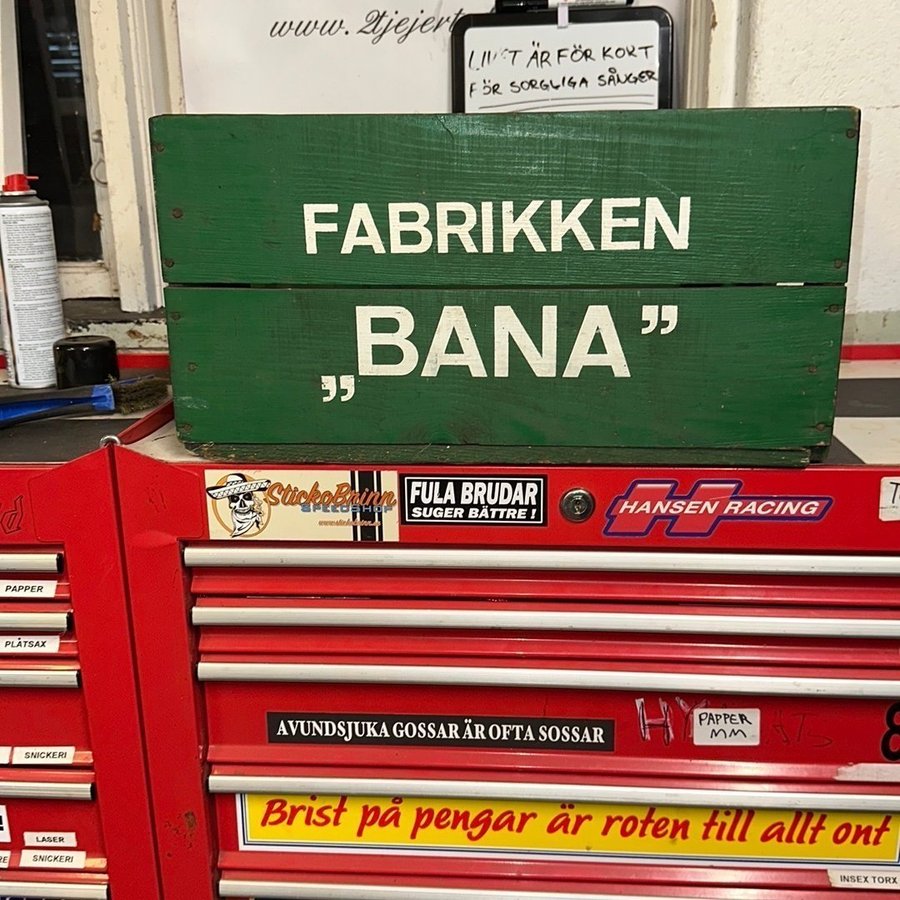 www.2tjejert
ÄR FÖR KORT
FÖR SORGLIGA SÅNGER
FABRIKKEN
„BANA”
StickoBrinn
SPEEDSHOP
FULA BRUDAR
SUGER BÄTTRE !
HANSEN RACING
PAPPER
PLÅTSAX
AVUNDSJUKA GOSSAR ÄR OFTA SOSSAR
PAPPER
MM
8
SNICKERI
Brist på pengar är roten till allt ont
LASER
SNICKERI
INSEX TORX